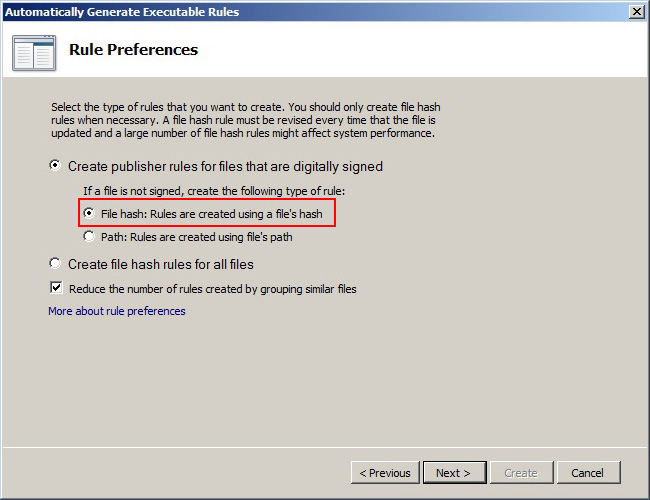 Automatically Generate Executable Rules
Rule Preferences
Select the type of rules that you want to create. You should only create file hash
rules when necessary. A file hash rule must be revised every time that the file is
updated and a large number of file hash rules might affect system performance.
Create publisher rules for files that are digitally signed
If a file is not signed, create the following type of rule:
File hash: Rules are created using a file's hash
Path: Rules are created using file's path
Create file hash rules for all files
Reduce the number of rules created by grouping similar files
More about rule preferences
< Previous
Next >
Create
Cancel